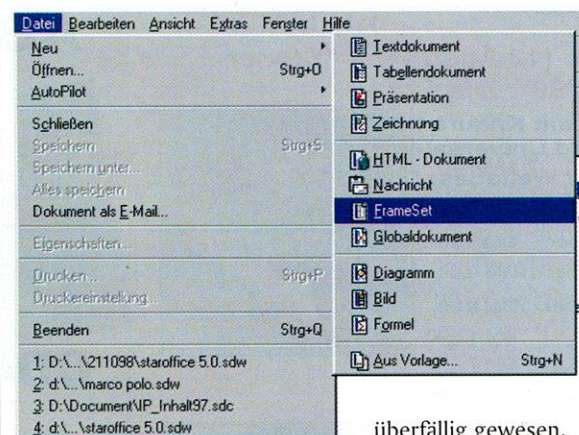 Datei Bearbeiten Ansicht Extras Fenster Hilfe
Neu
Öffnen... Strg+O
AutoPilot
Schließen
Speichern Strg+S
Speichern unter...
Alles speichern
Dokument als E-Mail...
Eigenschaften...
Drucken... Strg+P
Druckereinstellung...
Beenden Strg+Q
1: D:\...\211098\staroffice 5.0.sdw
2: d:\...\marco polo.sdw
3: D:\Document\IP_Inhalt97.sdc
4: d:\...\staroffice 5.0.sdw
Textdokument
Tabellendokument
Präsentation
Zeichnung
HTML - Dokument
Nachricht
FrameSet
Globaldokument
Diagramm
Bild
Formel
Aus Vorlage... Strg+N
überfällig gewesen.